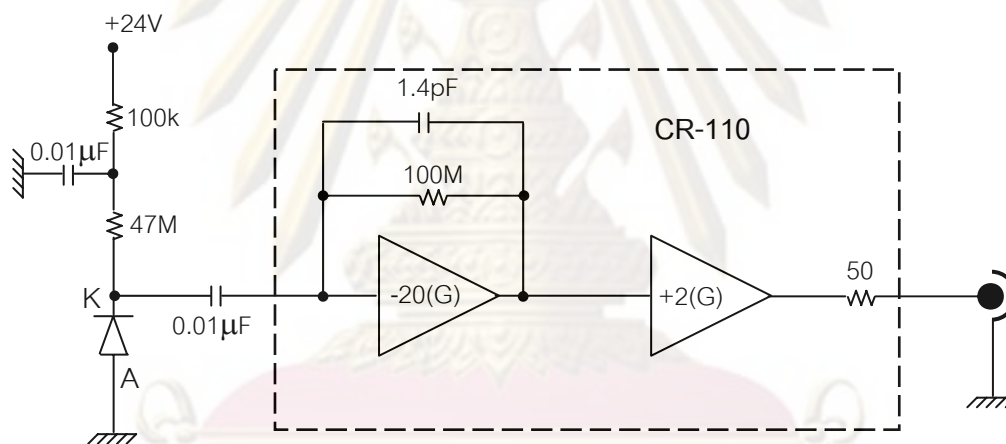 +24V
100k
0.01μF
47M
K
A
0.01μF
1.4pF
100M
CR-110
-20(G)
+2(G)
50